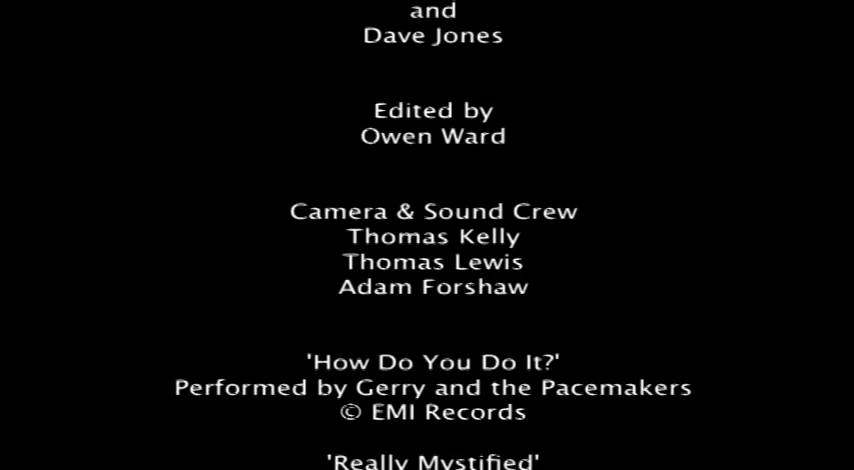 and
Dave Jones
Edited by
Owen Ward
Camera & Sound Crew
Thomas Kelly
Thomas Lewis
Adam Forshaw
'How Do You Do It?'
Performed by Gerry and the Pacemakers
© EMI Records
'Really Mystified'